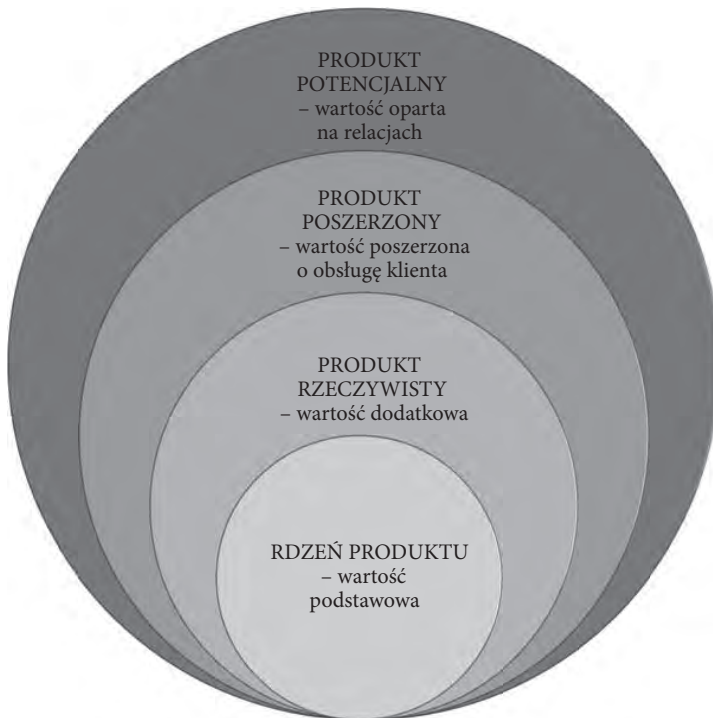 PRODUKT
POTENCJALNY
– wartość oparta
na relacjach
PRODUKT
POSZERZONY
– wartość poszerzona
o obsługę klienta
PRODUKT
RZECZYWISTY
– wartość dodatkowa
RDZEŃ PRODUKTU
– wartość
podstawowa